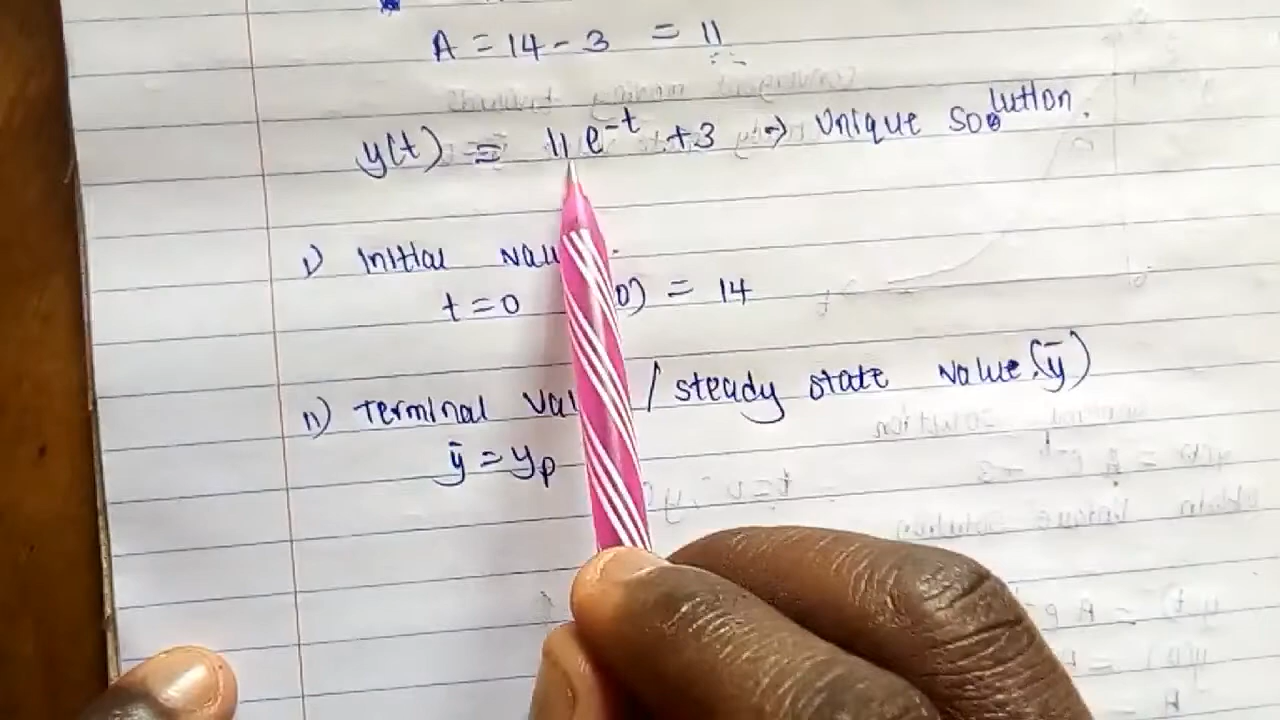 A = 14 - 3 = 11
y(t) = 11e^-t + 3 → Unique solution.
i) Initial
t=0 0) = 14
ii) Terminal / steady state value (ȳ)
ȳ = yp